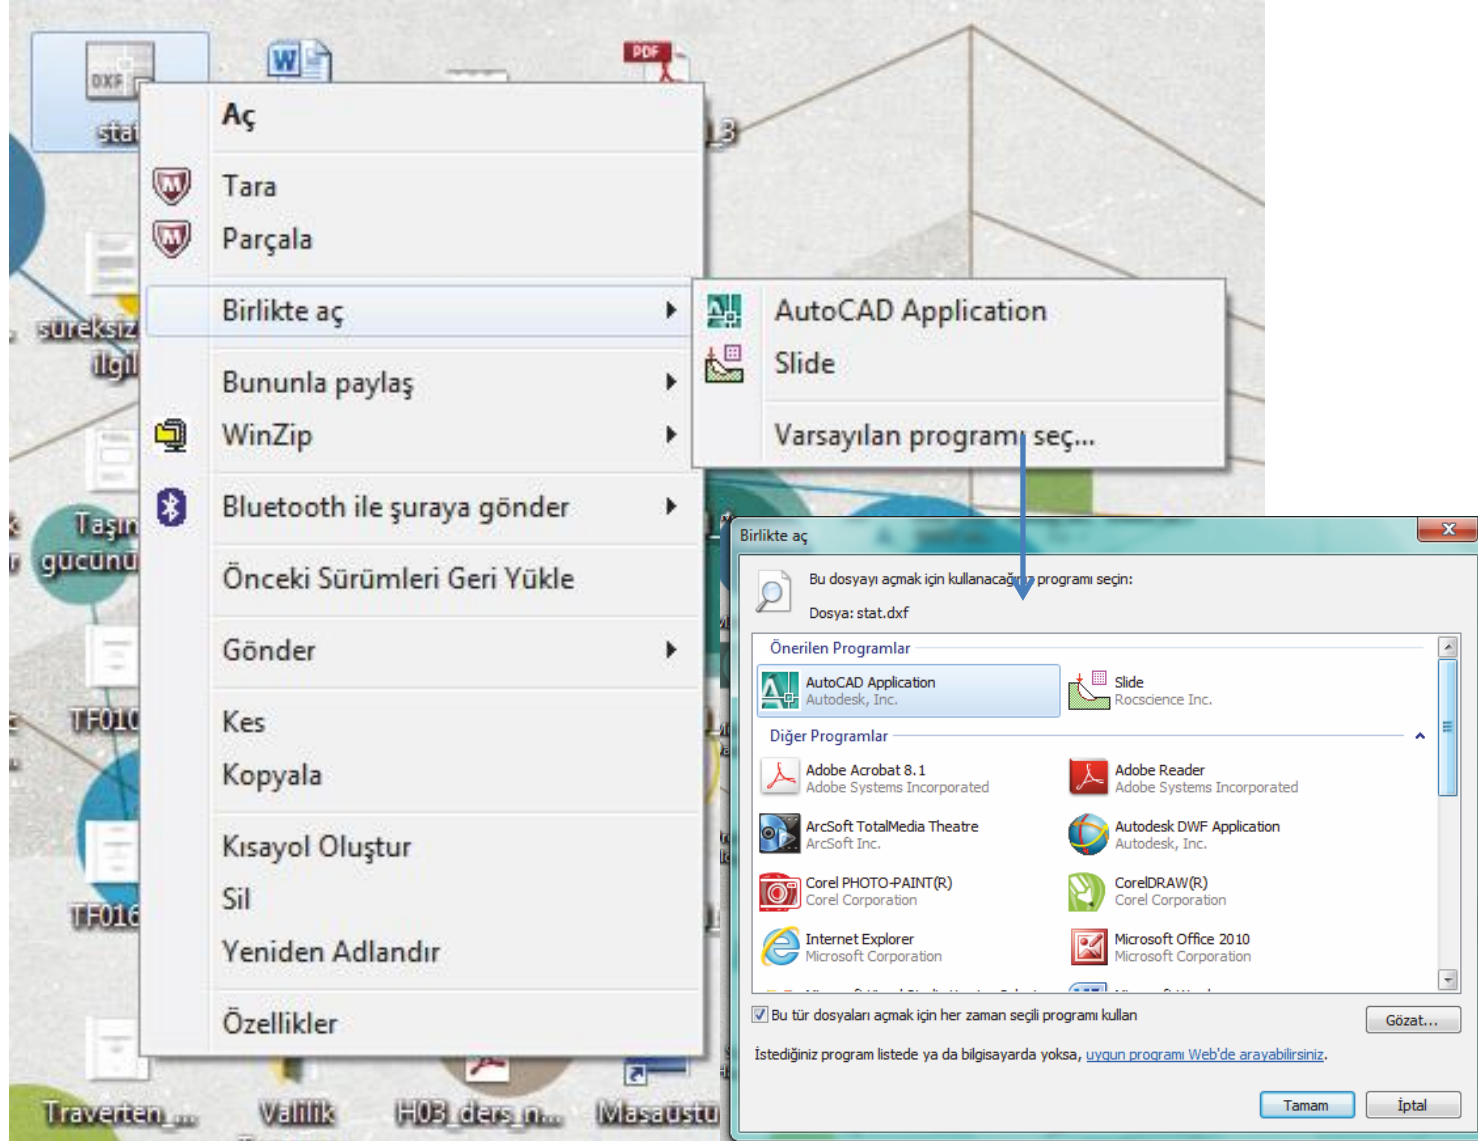 DXF
W
PDF
Aç
Tara
Parçala
Birlikte aç
Bununla paylaş
WinZip
Bluetooth ile şuraya gönder
Önceki Sürümleri Geri Yükle
Gönder
Kes
Kopyala
Kısayol Oluştur
Sil
Yeniden Adlandır
Özellikler
AutoCAD Application
Slide
Varsayılan programı seç...
TF010
TF016
Traverten_...
Valilik
H03_ders_n...
Masaüstü
Birlikte aç
Bu dosyayı açmak için kullanacağınız programı seçin:
Dosya: stat.dxf
Önerilen Programlar
AutoCAD Application
Autodesk, Inc.
Slide
Rocscience Inc.
Diğer Programlar
Adobe Acrobat 8.1
Adobe Systems Incorporated
Adobe Reader
Adobe Systems Incorporated
ArcSoft TotalMedia Theatre
ArcSoft Inc.
Autodesk DWF Application
Autodesk, Inc.
Corel PHOTO-PAINT(R)
Corel Corporation
CorelDRAW(R)
Corel Corporation
Internet Explorer
Microsoft Corporation
Microsoft Office 2010
Microsoft Corporation
Bu tür dosyaları açmak için her zaman seçili programı kullan
Gözat...
İstediğiniz program listede ya da bilgisayarda yoksa, uygun programı Web'de arayabilirsiniz.
Tamam
İptal